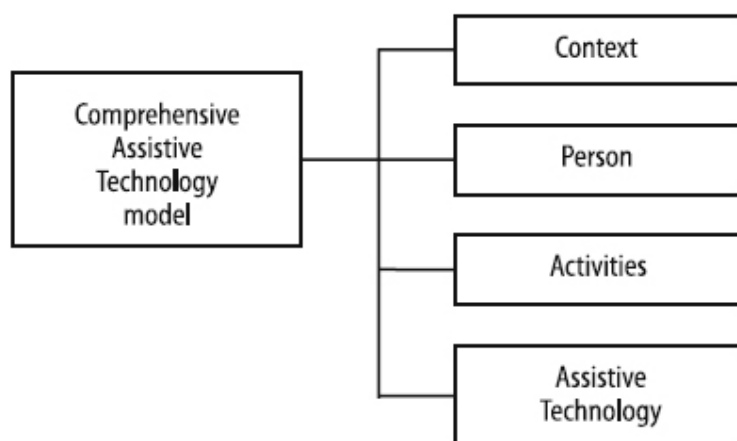 Comprehensive
Assistive
Technology
model
Context
Person
Activities
Assistive
Technology